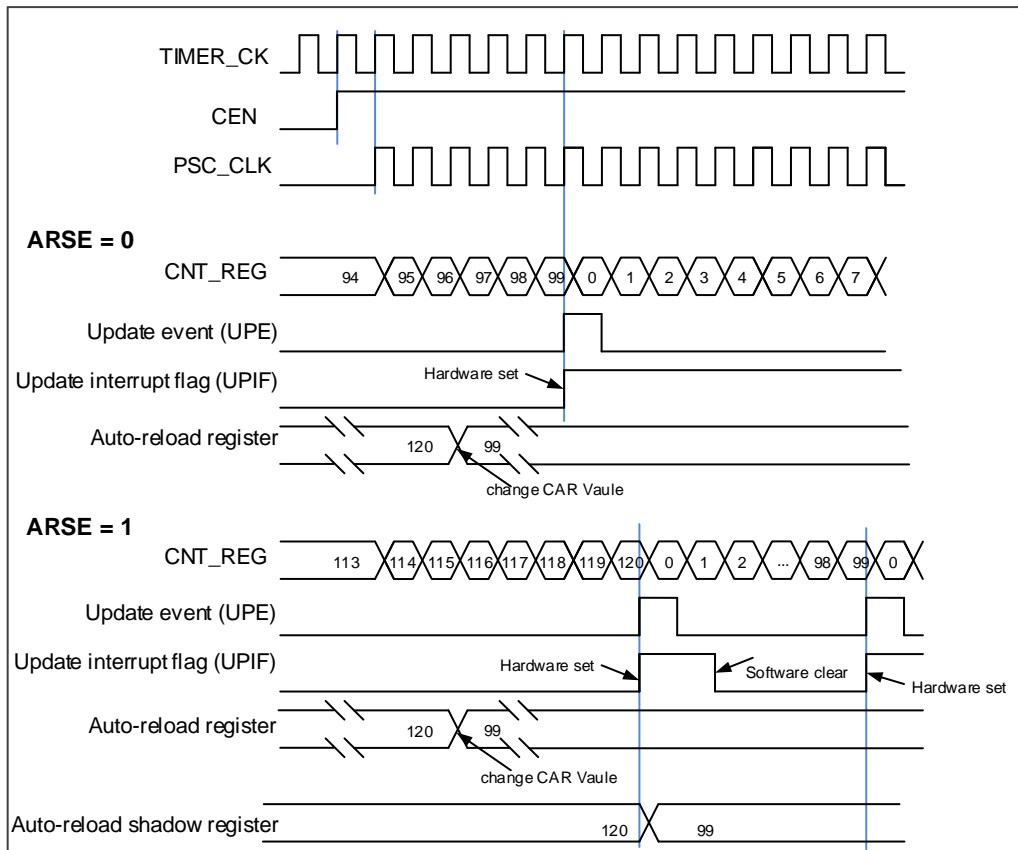 TIMER_CK
CEN
PSC_CLK
ARSE = 0
CNT_REG 94 95 96 97 98 99 0 1 2 3 4 5 6 7
Update event (UPE)
Update interrupt flag (UPIF) Hardware set
Auto-reload register 120 99
change CAR Vaule
ARSE = 1
CNT_REG 113 114 115 116 117 118 119 120 0 1 2 ... 98 99 0
Update event (UPE)
Update interrupt flag (UPIF) Hardware set Software clear Hardware set
Auto-reload register 120 99
change CAR Vaule
Auto-reload shadow register 120 99